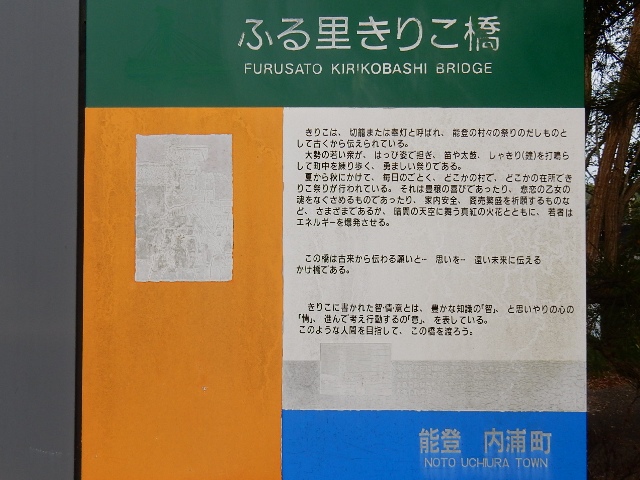 ふる里きりこ橋
FURUSATO KIRIKOBASHI BRIDGE
きりこは、切籠または奉灯と呼ばれ、能登の村々の祭りのだしものと
して古くから伝えられている。
大勢の若い衆が、はっぴ姿で担ぎ、笛や太鼓、しゃきり(鉦)を打鳴ら
して町中を練り歩く、勇ましい祭りである。
夏から秋にかけて、毎日のごとく、どこかの村で、どこかの在所でき
りこ祭りが行われている。それは豊穣の喜びであったり、悲恋の乙女の
魂をなぐさめるものであったり、家内安全、商売繁盛を祈願するものな
ど、さまざまであるが、暗闇の天空に舞う真紅の火花とともに、若者は
エネルギーを爆発させる。
この橋は古来から伝わる願いと… 思いを… 遠い未来に伝える
かけ橋である。
きりこに書かれた智・情・意とは、豊かな知識の「智」、と思いやりの心の
「情」、進んで考え行動するの「意」、を表している。
このような人間を目指して、この橋を渡ろう。
能登 内浦町
NOTO UCHIURA TOWN